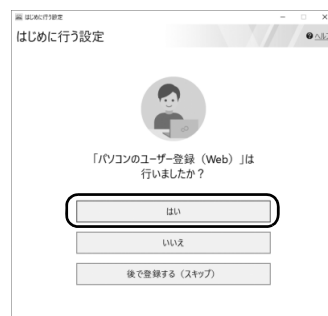 はじめに行う設定
はじめに行う設定
ヘルプ
「パソコンのユーザー登録（Web）」は
行いましたか？
はい
いいえ
後で登録する（スキップ）